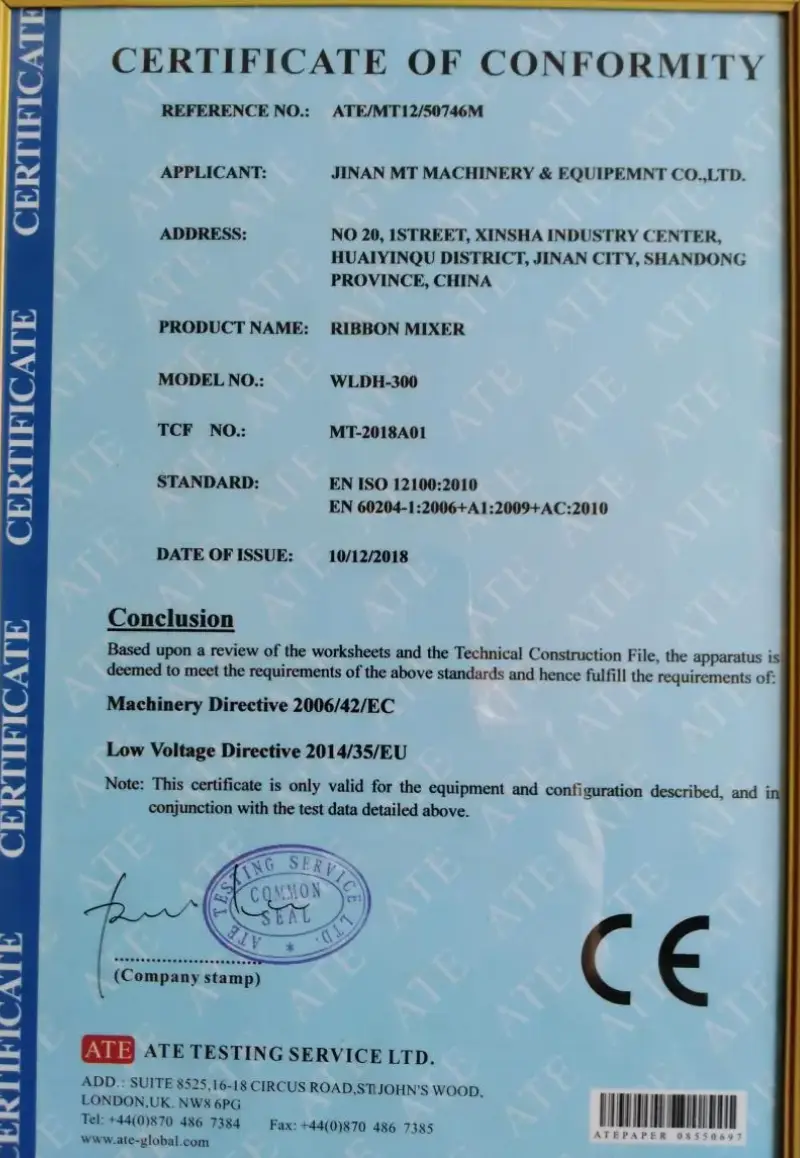 CERTIFICATE OF CONFORMITY
REFERENCE NO.: ATE/MT12/50746M
APPLICANT: JINAN MT MACHINERY & EQUIPEMNT CO.,LTD.
ADDRESS: NO 20, 1STREET, XINSHA INDUSTRY CENTER,
HUAIYINQU DISTRICT, JINAN CITY, SHANDONG
PROVINCE, CHINA
PRODUCT NAME: RIBBON MIXER
MODEL NO.: WLDH-300
TCF NO.: MT-2018A01
STANDARD: EN ISO 12100:2010
EN 60204-1:2006+A1:2009+AC:2010
DATE OF ISSUE: 10/12/2018
Conclusion
Based upon a review of the worksheets and the Technical Construction File, the apparatus is
deemed to meet the requirements of the above standards and hence fulfill the requirements of:
Machinery Directive 2006/42/EC
Low Voltage Directive 2014/35/EU
Note: This certificate is only valid for the equipment and configuration described, and in
conjunction with the test data detailed above.
ATE TESTING SERVICE LTD.
COMMON
SEAL
(Company stamp)
CE
ATE ATE TESTING SERVICE LTD.
ADD.: SUITE 8525,16-18 CIRCUS ROAD,ST.JOHN'S WOOD,
LONDON,UK. NW8 6PG
Tel: +44(0)870 486 7384 Fax: +44(0)870 486 7385
www.ate-global.com
ATEPAPER 08550697
CERTIFICATE
CERTIFICATE
CERTIFICATE
CERTIFICATE